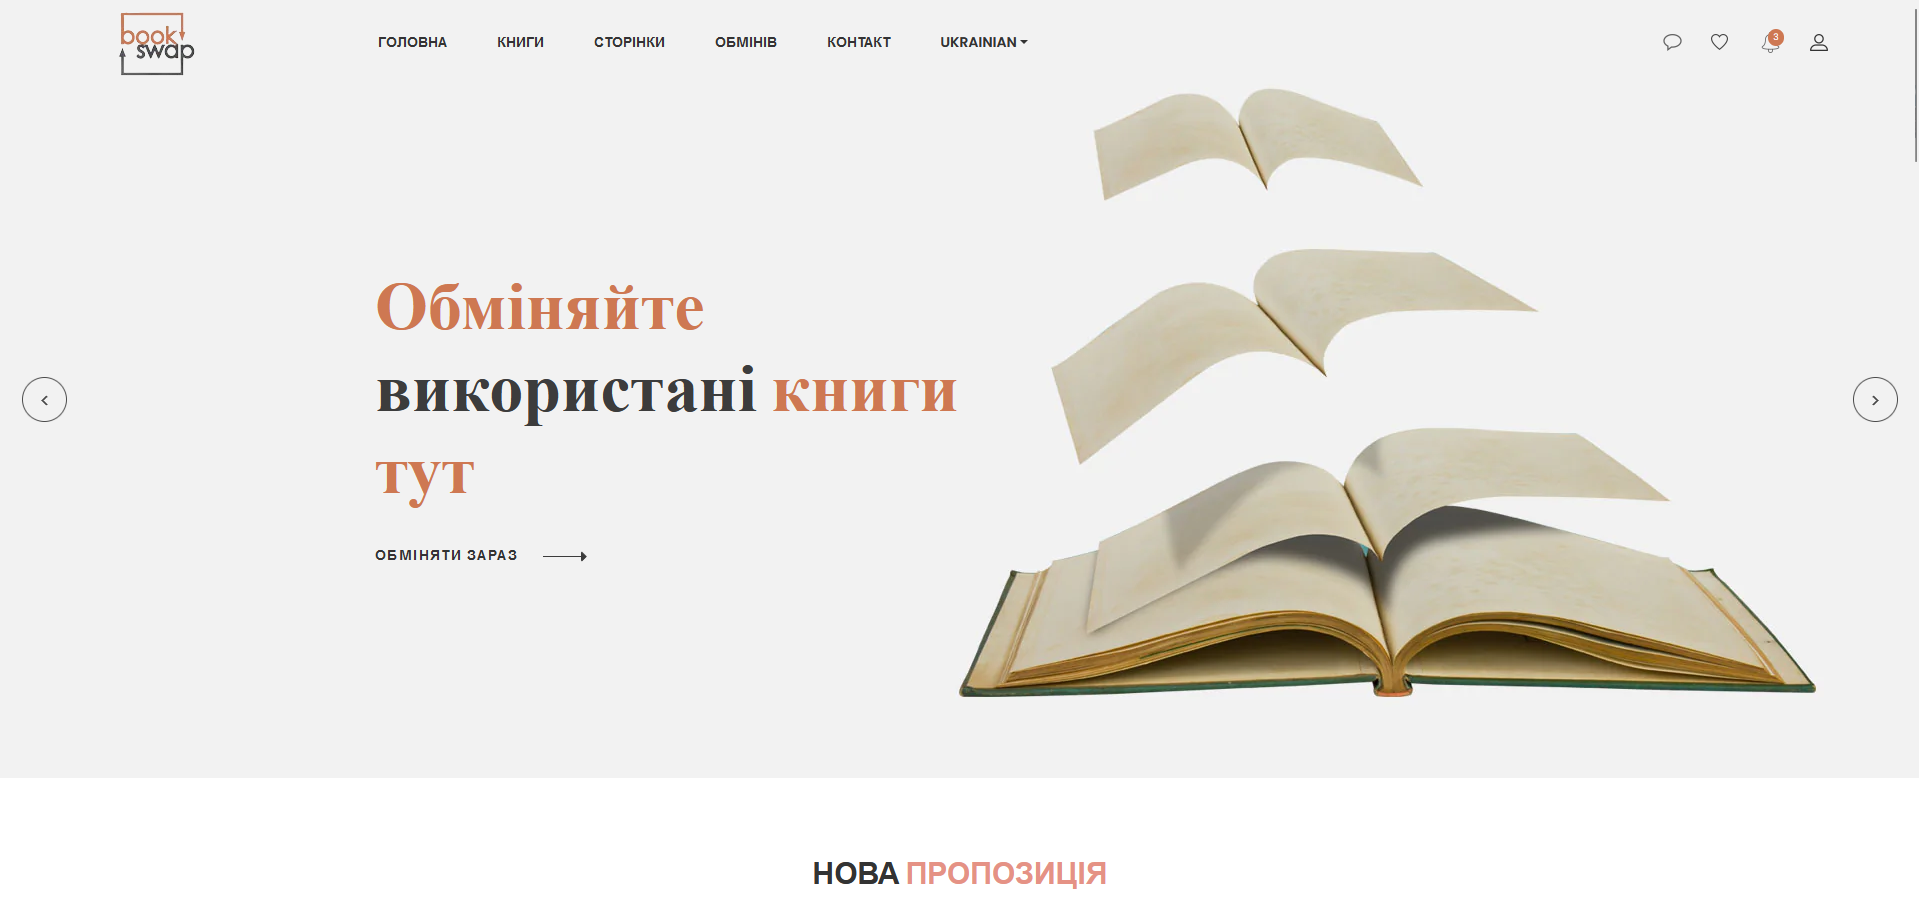 book
swap
ГОЛОВНА
КНИГИ
СТОРІНКИ
ОБМІНІВ
КОНТАКТ
UKRAINIAN
3
Обміняйте
використані книги
тут
ОБМІНЯТИ ЗАРАЗ
НОВА ПРОПОЗИЦІЯ